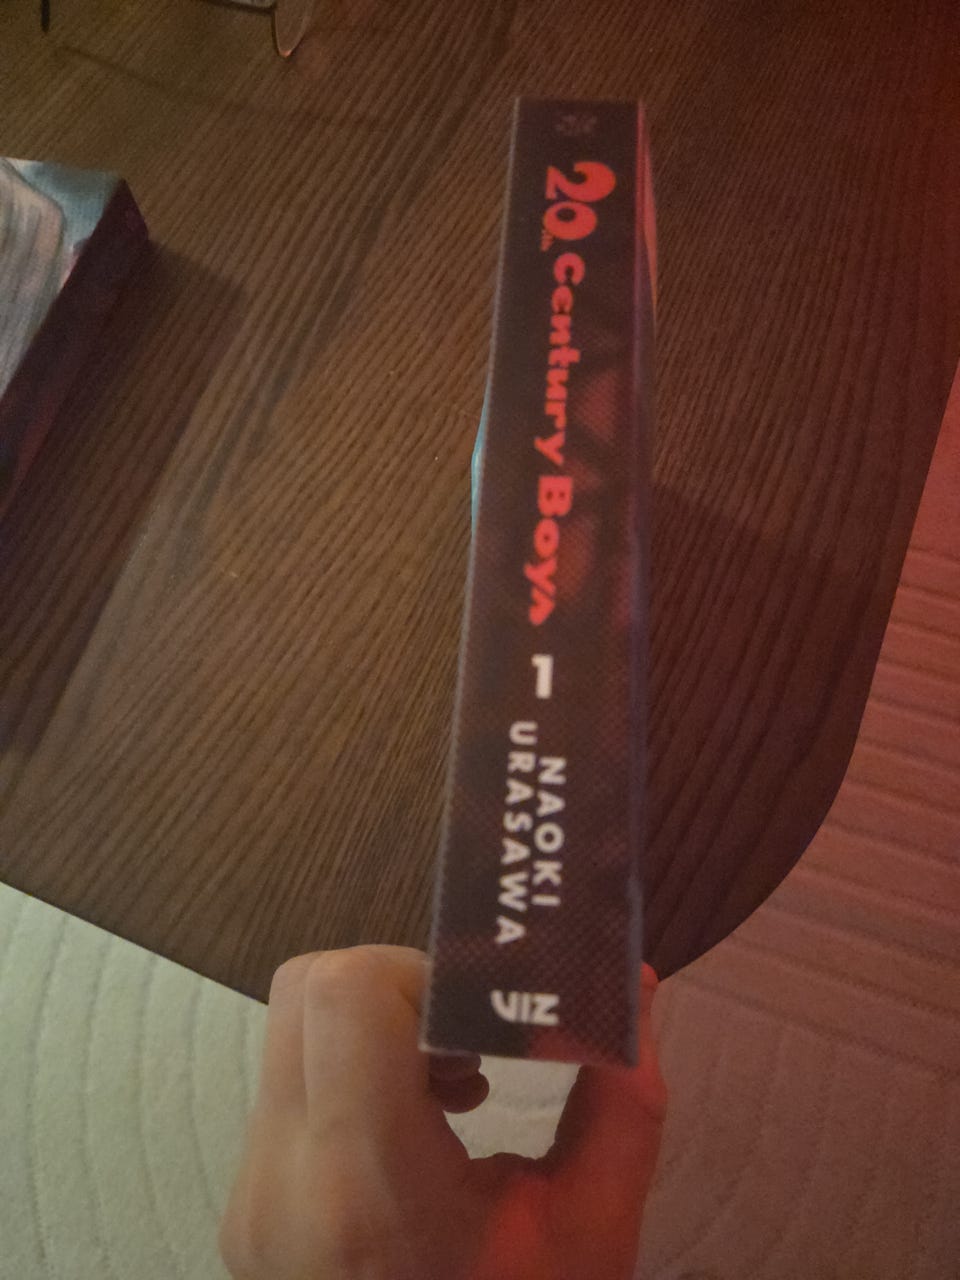 20th Century Boys
1
NAOKI
URASAWA
VIZ